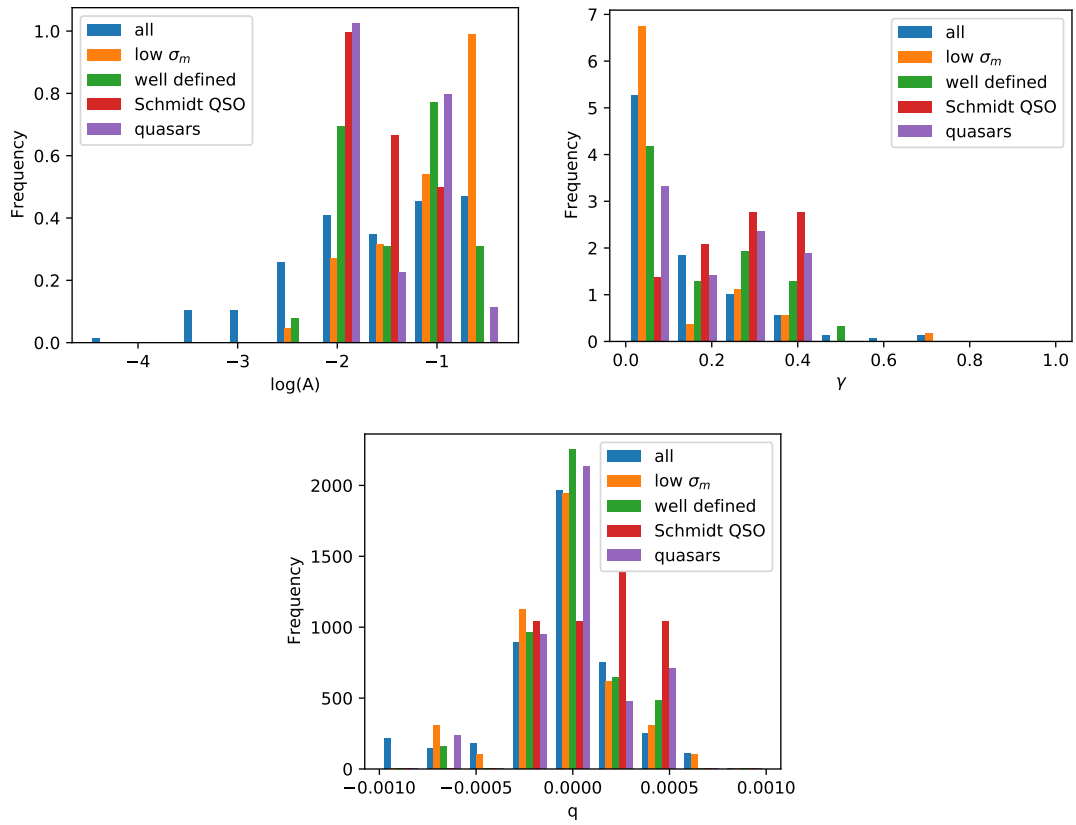 1.0
0.8
0.6
0.4
0.2
0.0
Frequency
−4
−3
−2
−1
log(A)
all
low σm
well defined
Schmidt QSO
quasars
7
6
5
4
3
2
1
0
Frequency
0.0
0.2
0.4
0.6
0.8
1.0
γ
all
low σm
well defined
Schmidt QSO
quasars
2000
1500
1000
500
0
Frequency
−0.0010
−0.0005
0.0000
0.0005
0.0010
q
all
low σm
well defined
Schmidt QSO
quasars